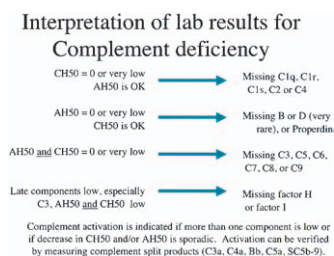 Interpretation of lab results for
Complement deficiency
CH50 = 0 or very low
AH50 is OK
Missing C1q, C1r,
C1s, C2 or C4
AH50 = 0 or very low
CH50 is OK
Missing B or D (very
rare), or Properdin
AH50 and CH50 = 0 or very low
Missing C3, C5, C6,
C7, C8, or C9
Late components low, especially
C3, AH50 and CH50 low
Missing factor H
or factor I
Complement activation is indicated if more than one component is low or
if decrease in CH50 and/or AH50 is sporadic. Activation can be verified
by measuring complement split products (C3a, C4a, Bb, C5a, SC5b-9).